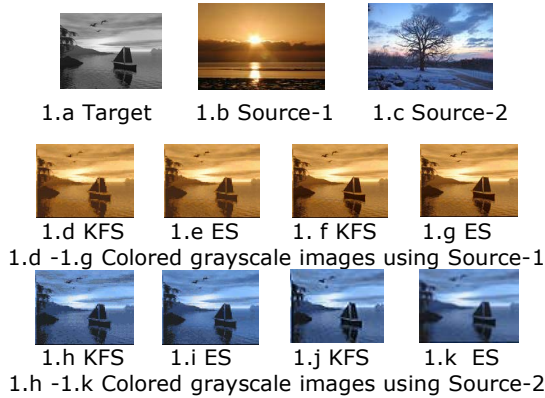 1.a Target 1.b Source-1 1.c Source-2
1.d KFS 1.e ES 1. f KFS 1.g ES
1.d -1.g Colored grayscale images using Source-1
1.h KFS 1.i ES 1.j KFS 1.k ES
1.h -1.k Colored grayscale images using Source-2